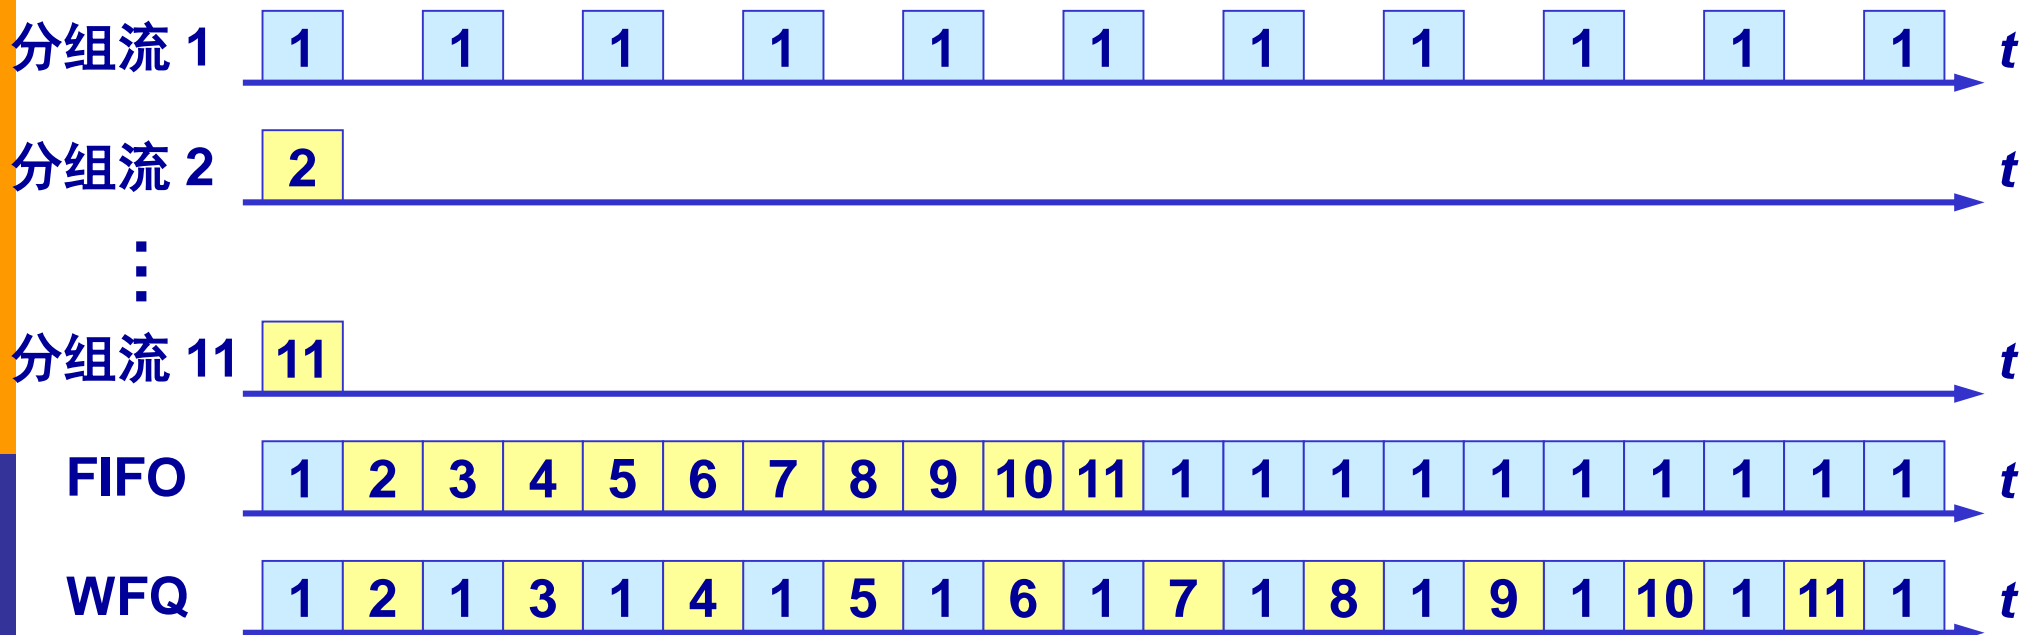 分组流 1 1 1 1 1 1 1 1 1 1 1 1 t
分组流 2 2 t
⋮
分组流 11 11 t
FIFO 1 2 3 4 5 6 7 8 9 10 11 1 1 1 1 1 1 1 1 1 1 t
WFQ 1 2 1 3 1 4 1 5 1 6 1 7 1 8 1 9 1 10 1 11 1 t